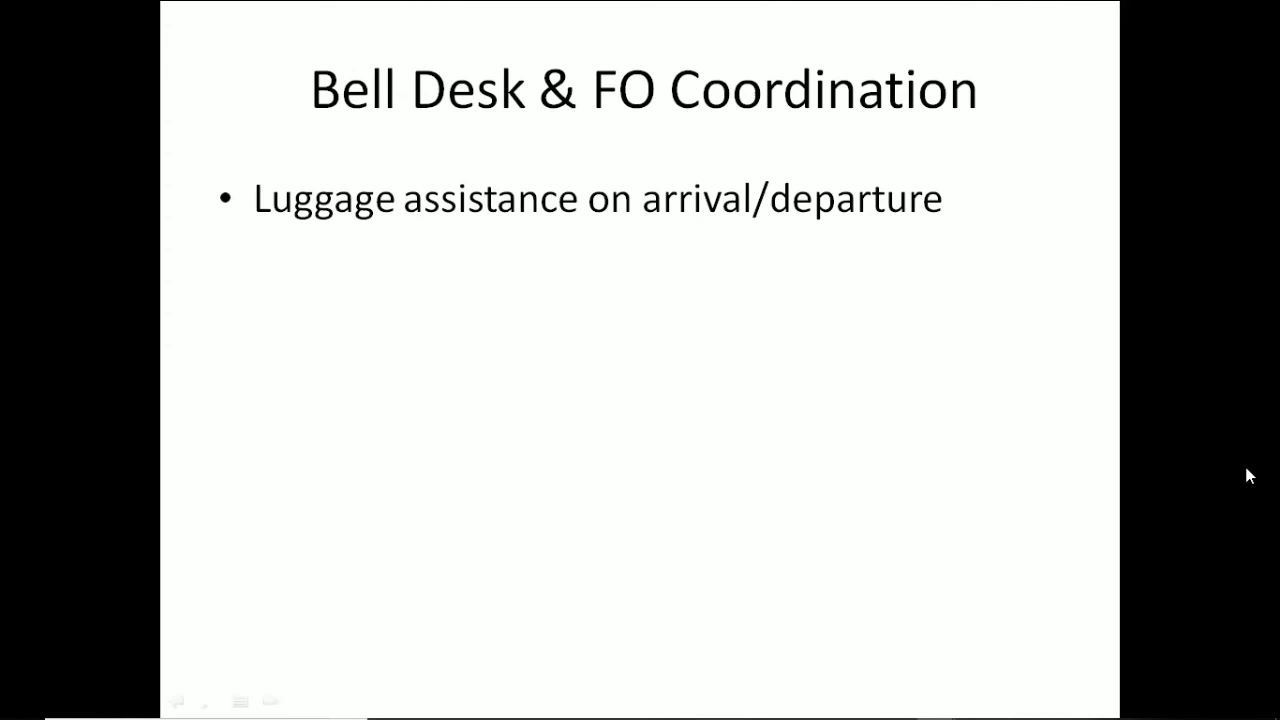 Bell Desk & FO Coordination
• Luggage assistance on arrival/departure